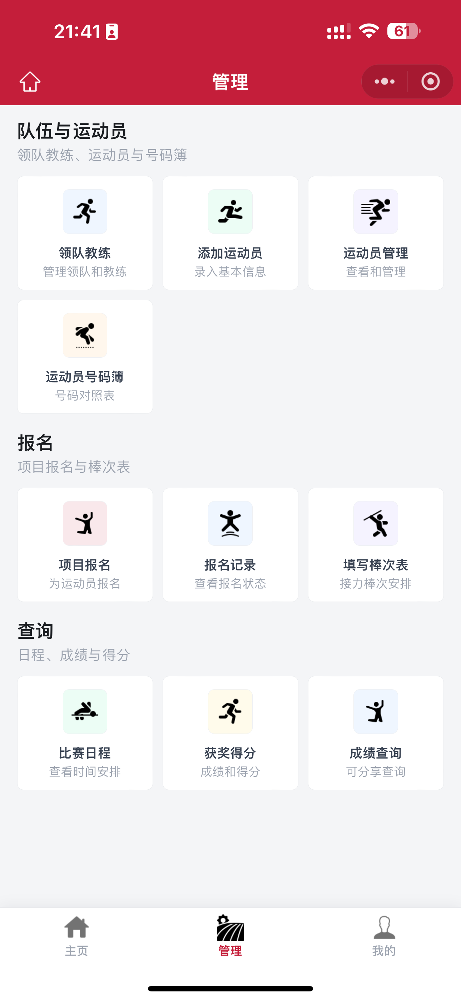 21:41
61
管理
队伍与运动员
领队教练、运动员与号码簿
领队教练
管理领队和教练
添加运动员
录入基本信息
运动员管理
查看和管理
运动员号码簿
号码对照表
报名
项目报名与棒次表
项目报名
为运动员报名
报名记录
查看报名状态
填写棒次表
接力棒次安排
查询
日程、成绩与得分
比赛日程
查看时间安排
获奖得分
成绩和得分
成绩查询
可分享查询
主页
管理
我的